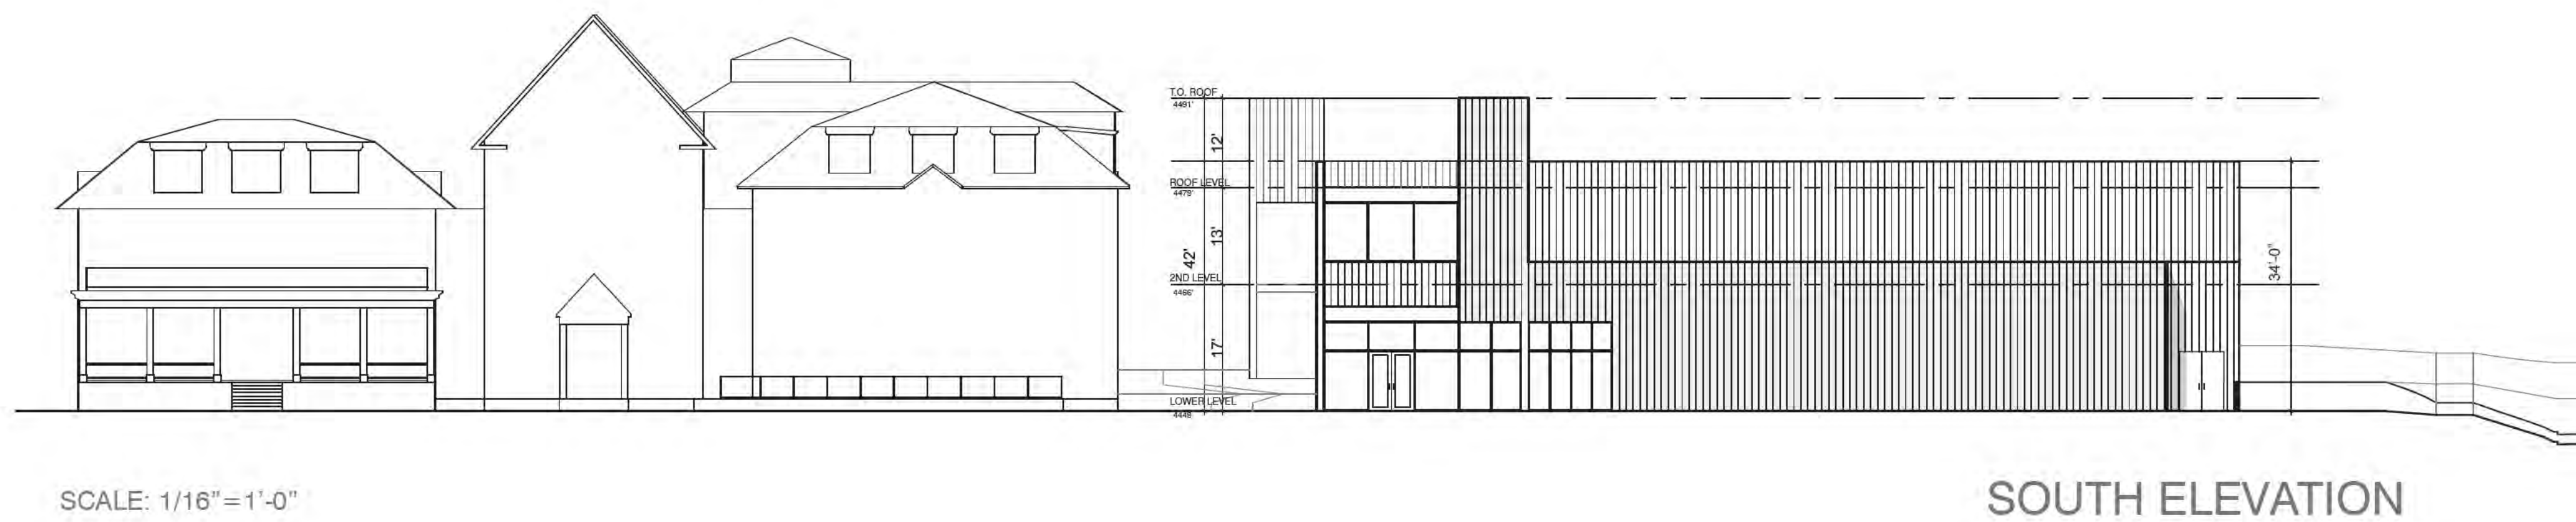 T.O. ROOF
4491'
12'
ROOF LEVEL
4479'
13'
42'
2ND LEVEL
4466'
17'
LOWER LEVEL
4449'
34'-0"
SCALE: 1/16"=1'-0"
SOUTH ELEVATION